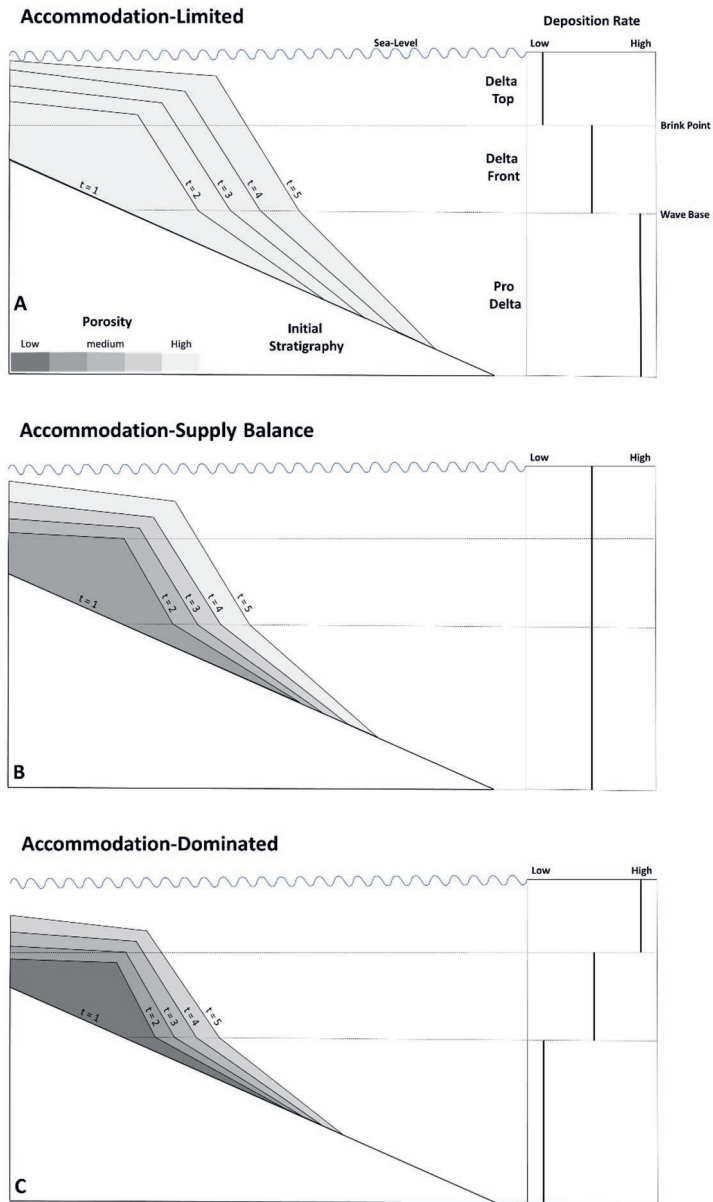 Accommodation-Limited
Deposition Rate
Sea-Level
Low
High
Delta
Top
Brink Point
Delta
Front
t = 1
t = 2
t = 3
t = 4
t = 5
Wave Base
Pro
Delta
A
Porosity
Low
medium
High
Initial
Stratigraphy
Accommodation-Supply Balance
Low
High
t = 1
t = 2
t = 3
t = 4
t = 5
B
Accommodation-Dominated
Low
High
t = 1
t = 2
t = 3
t = 4
t = 5
C